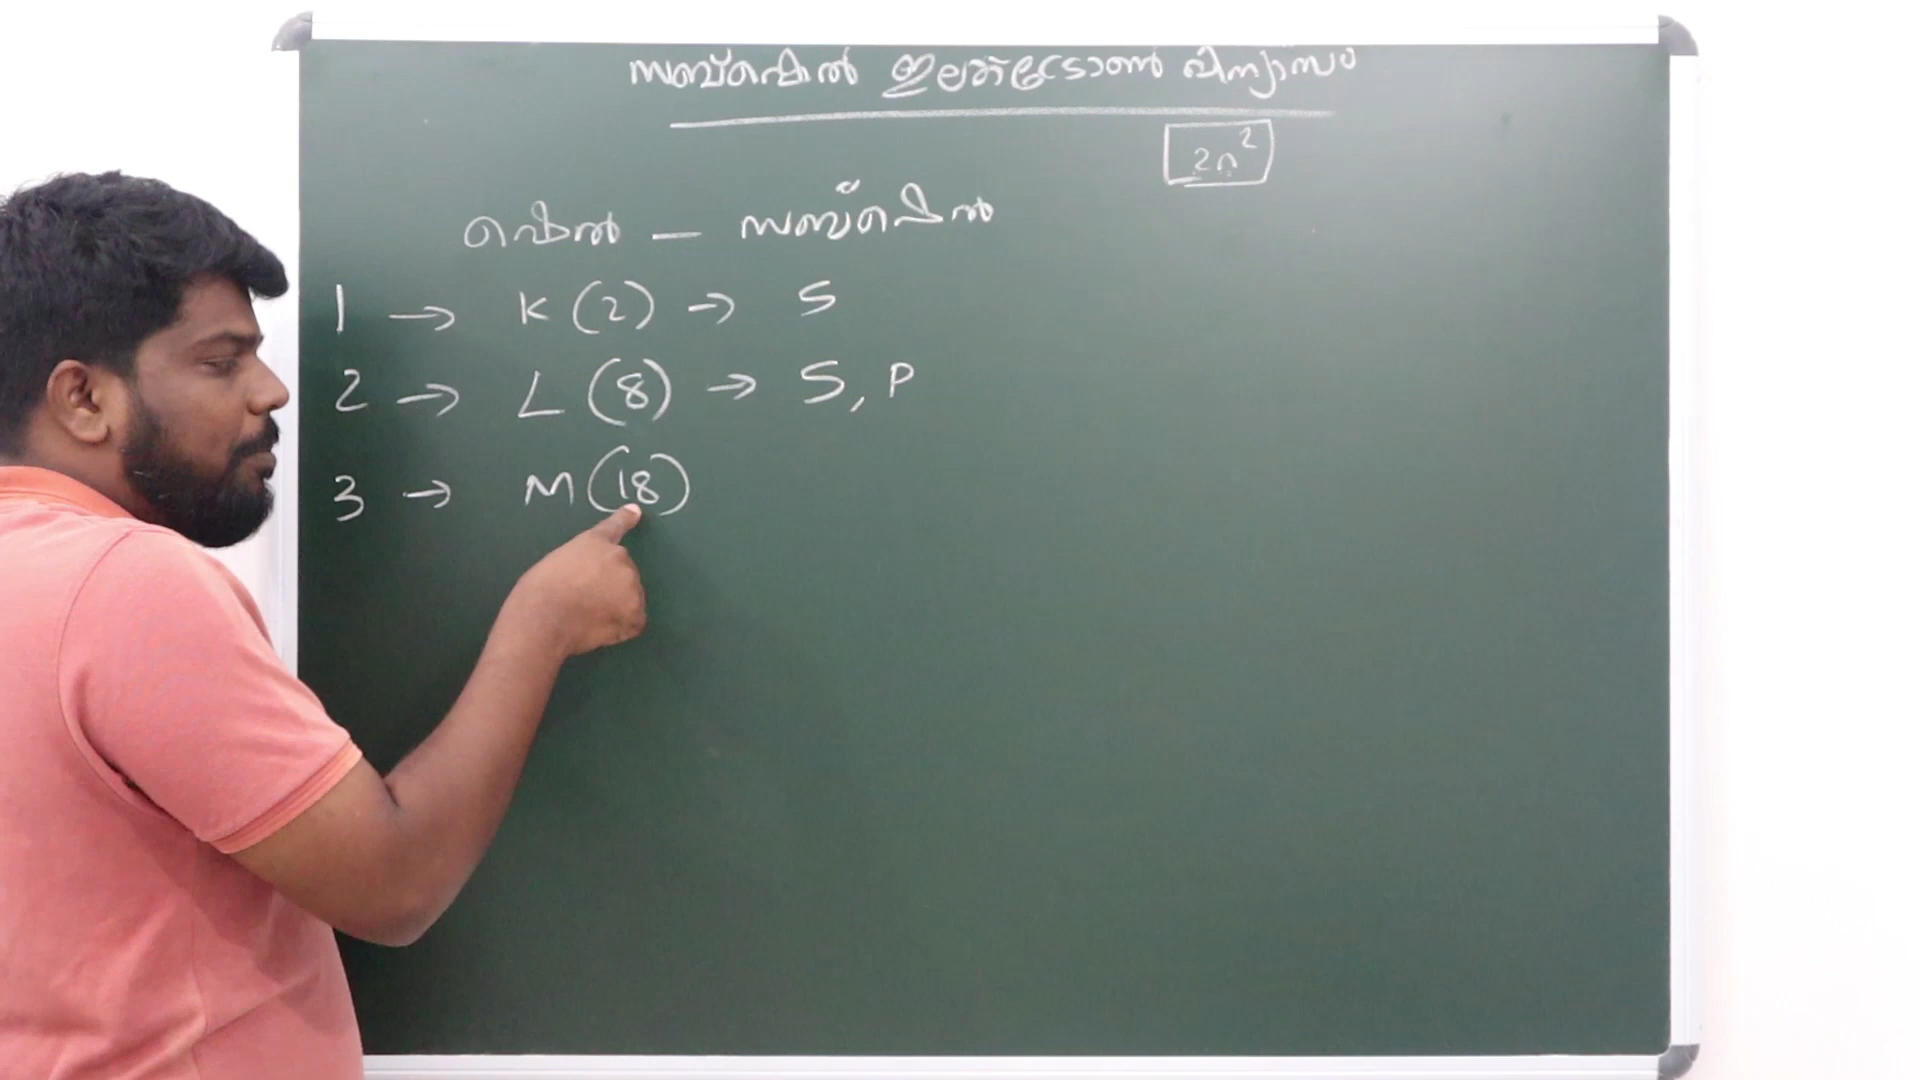 സബ്ഷെൽ ഇലക്ട്രോൺ വിന്യാസം
2n²
ഷെൽ — സബ്ഷെൽ
1 → K (2) → S
2 → L (8) → S, P
3 → M (18)